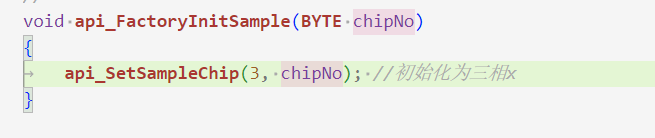 void api_FactoryInitSample(BYTE chipNo)
{
api_SetSampleChip(3, chipNo); //初始化为三相x
}